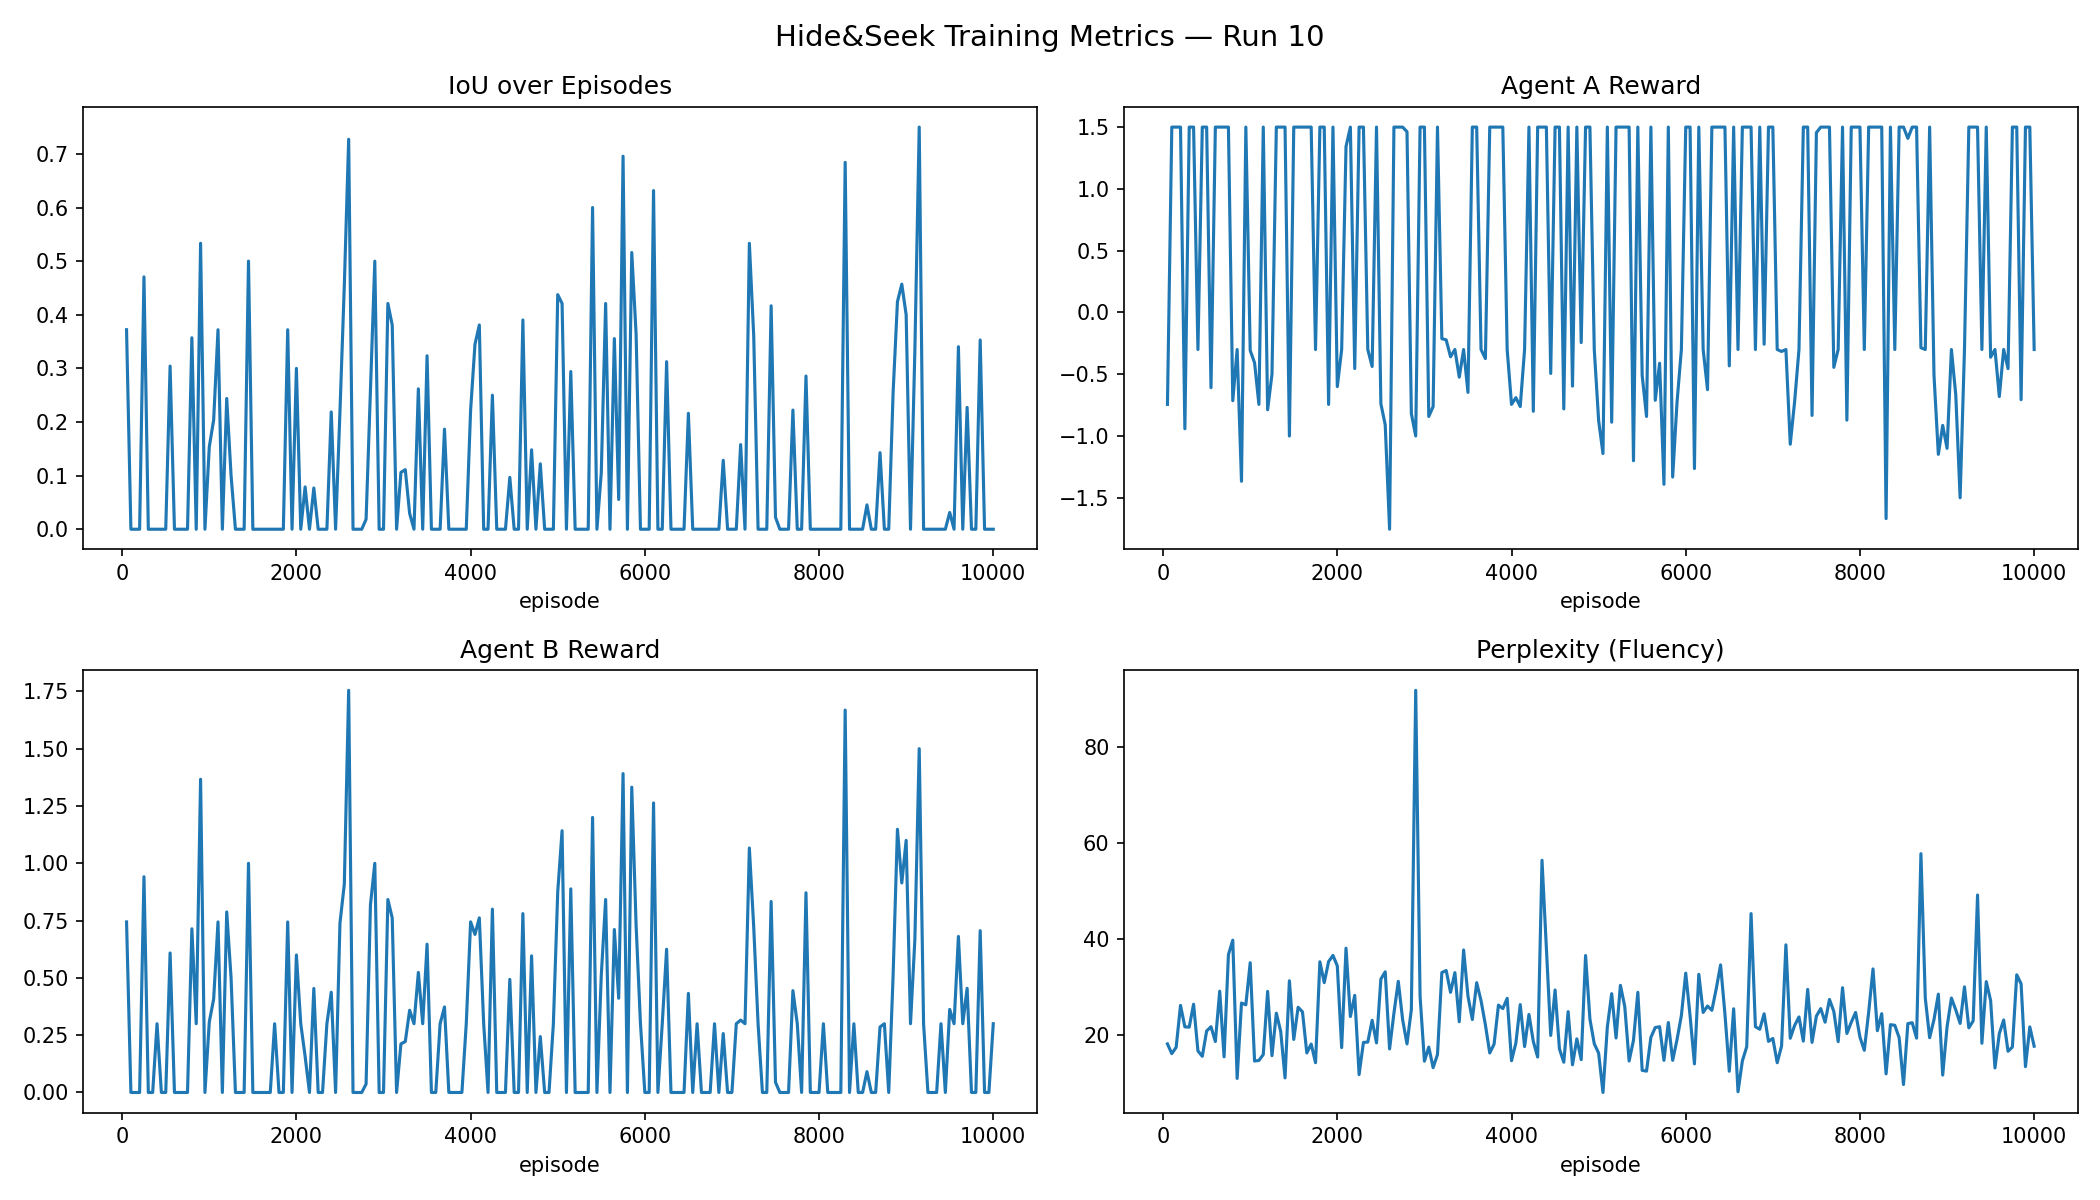 Hide&Seek Training Metrics — Run 10
IoU over Episodes
0.7
0.6
0.5
0.4
0.3
0.2
0.1
0.0
0 2000 4000 6000 8000 10000
episode
Agent A Reward
1.5
1.0
0.5
0.0
−0.5
−1.0
−1.5
0 2000 4000 6000 8000 10000
episode
Agent B Reward
1.75
1.50
1.25
1.00
0.75
0.50
0.25
0.00
0 2000 4000 6000 8000 10000
episode
Perplexity (Fluency)
80
60
40
20
0 2000 4000 6000 8000 10000
episode